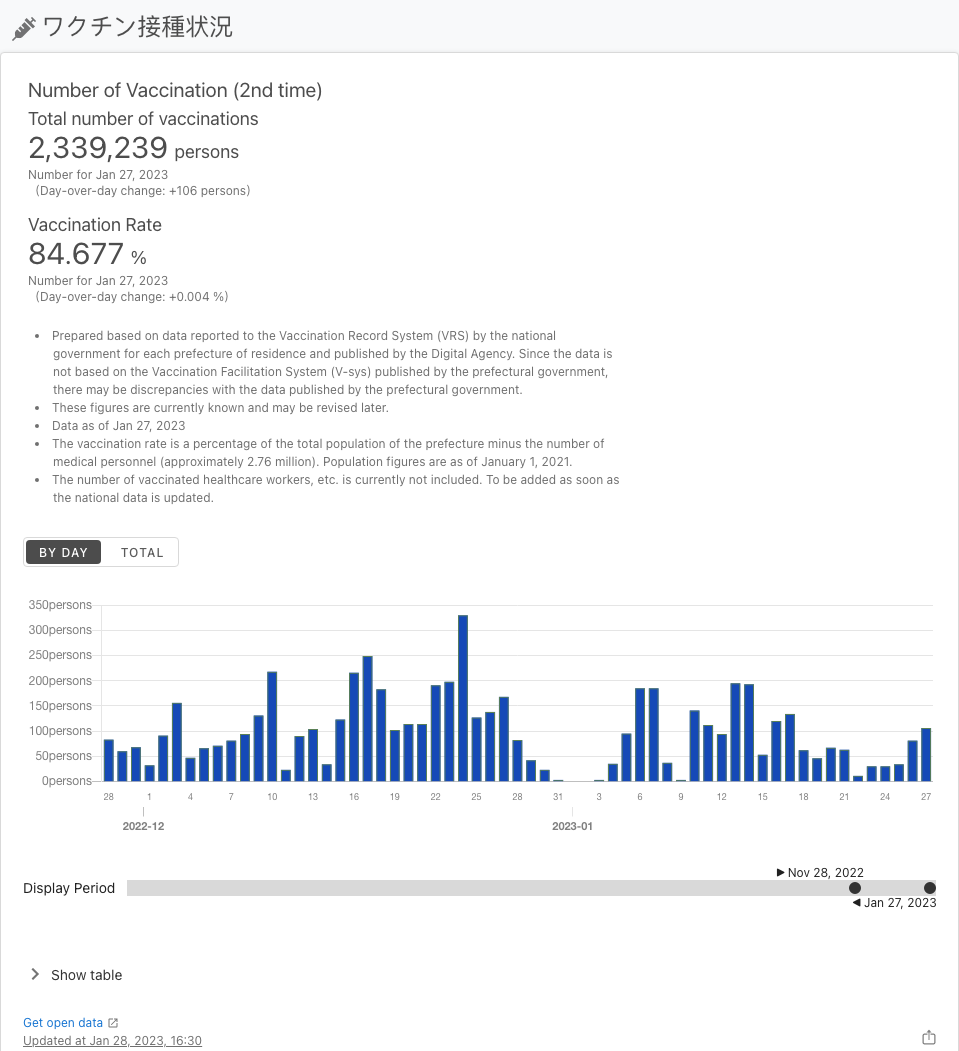 ワクチン接種状況
Number of Vaccination (2nd time)
Total number of vaccinations
2,339,239 persons
Number for Jan 27, 2023
(Day-over-day change: +106 persons)
Vaccination Rate
84.677 %
Number for Jan 27, 2023
(Day-over-day change: +0.004 %)
• Prepared based on data reported to the Vaccination Record System (VRS) by the national
government for each prefecture of residence and published by the Digital Agency. Since the data is
not based on the Vaccination Facilitation System (V-sys) published by the prefectural government,
there may be discrepancies with the data published by the prefectural government.
• These figures are currently known and may be revised later.
• Data as of Jan 27, 2023
• The vaccination rate is a percentage of the total population of the prefecture minus the number of
medical personnel (approximately 2.76 million). Population figures are as of January 1, 2021.
• The number of vaccinated healthcare workers, etc. is currently not included. To be added as soon as
the national data is updated.
BY DAY TOTAL
350persons
300persons
250persons
200persons
150persons
100persons
50persons
0persons
28 1 4 7 10 13 16 19 22 25 28 31 3 6 9 12 15 18 21 24 27
2022-12 2023-01
Nov 28, 2022
Display Period
Jan 27, 2023
Show table
Get open data
Updated at Jan 28, 2023, 16:30